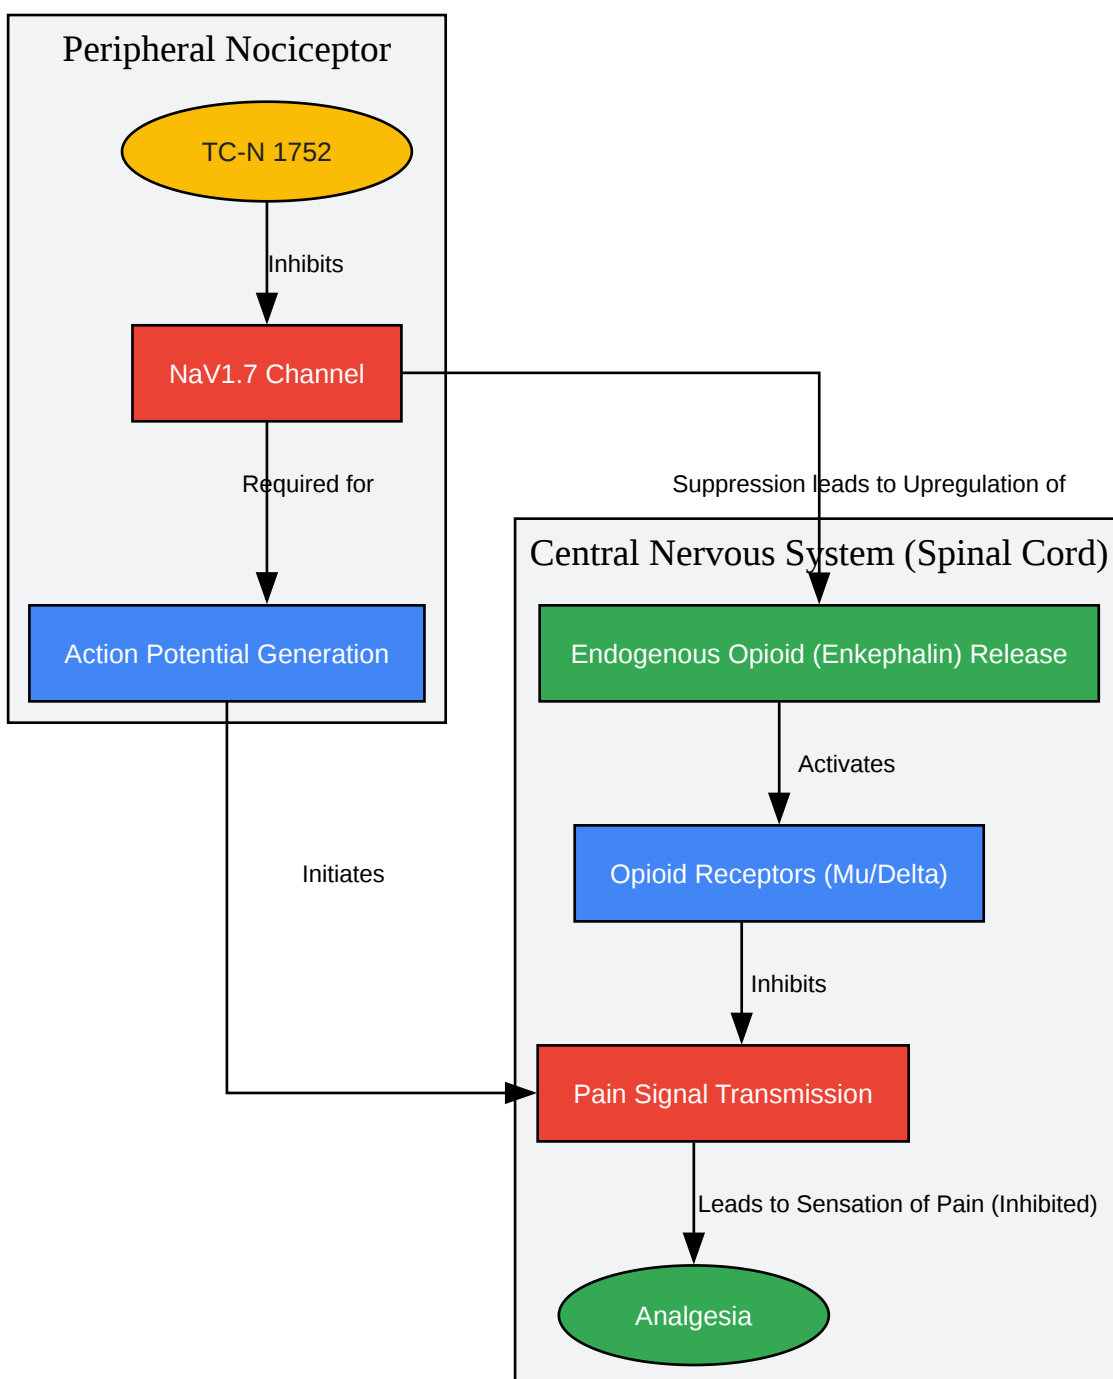 Peripheral Nociceptor
TC-N 1752
Inhibits
NaV1.7 Channel
Required for
Suppression leads to Upregulation of
Central Nervous System (Spinal Cord)
Action Potential Generation
Endogenous Opioid (Enkephalin) Release
Activates
Initiates
Opioid Receptors (Mu/Delta)
Inhibits
Pain Signal Transmission
Leads to Sensation of Pain (Inhibited)
Analgesia